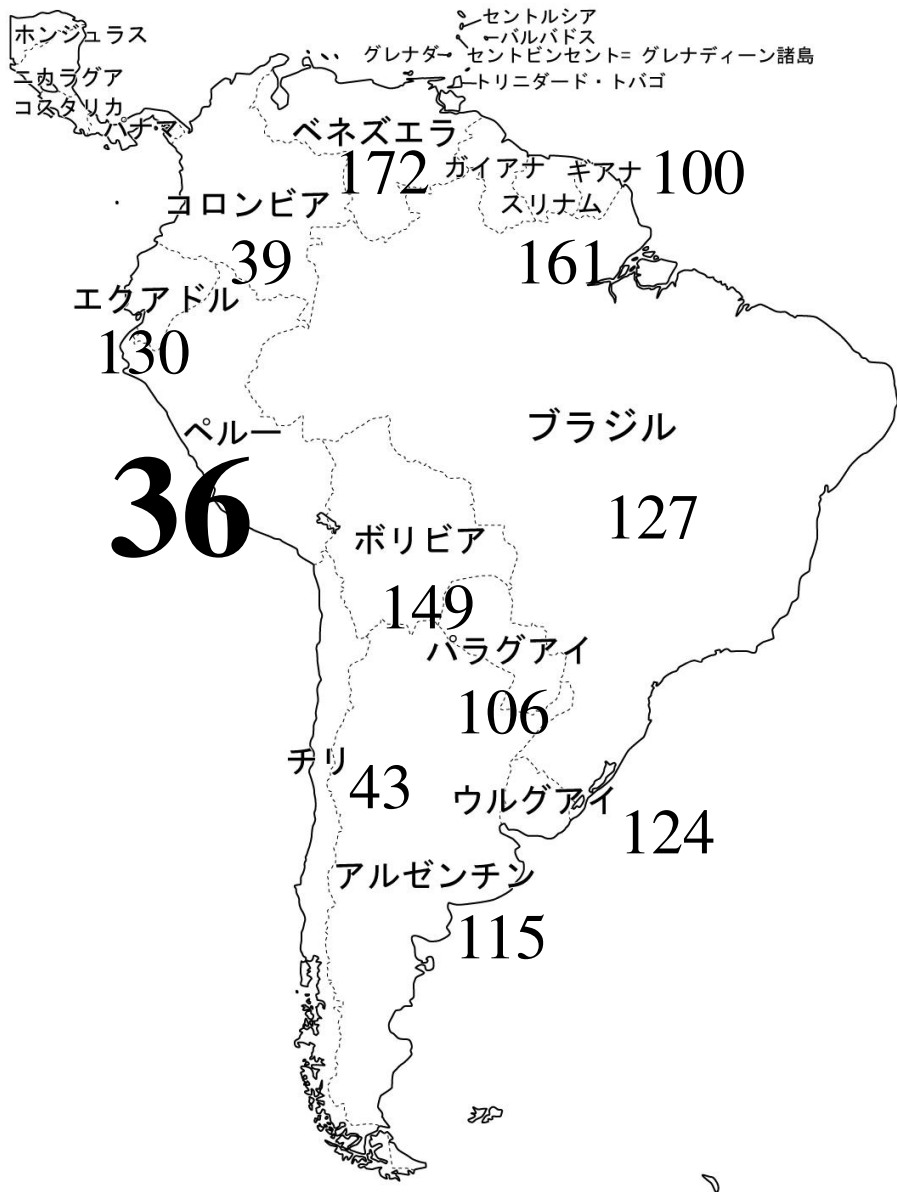 ホンジュラス
ニカラグア
コスタリカ
パナマ
セントルシア
バルバドス
グレナダ
セントビンセント= グレナディーン諸島
トリニダード・トバゴ
ベネズエラ
172
ガイアナ
ギアナ
100
スリナム
161
コロンビア
39
エクアドル
130
ペルー
36
ブラジル
127
ボリビア
149
パラグアイ
106
チリ
43
ウルグアイ
124
アルゼンチン
115